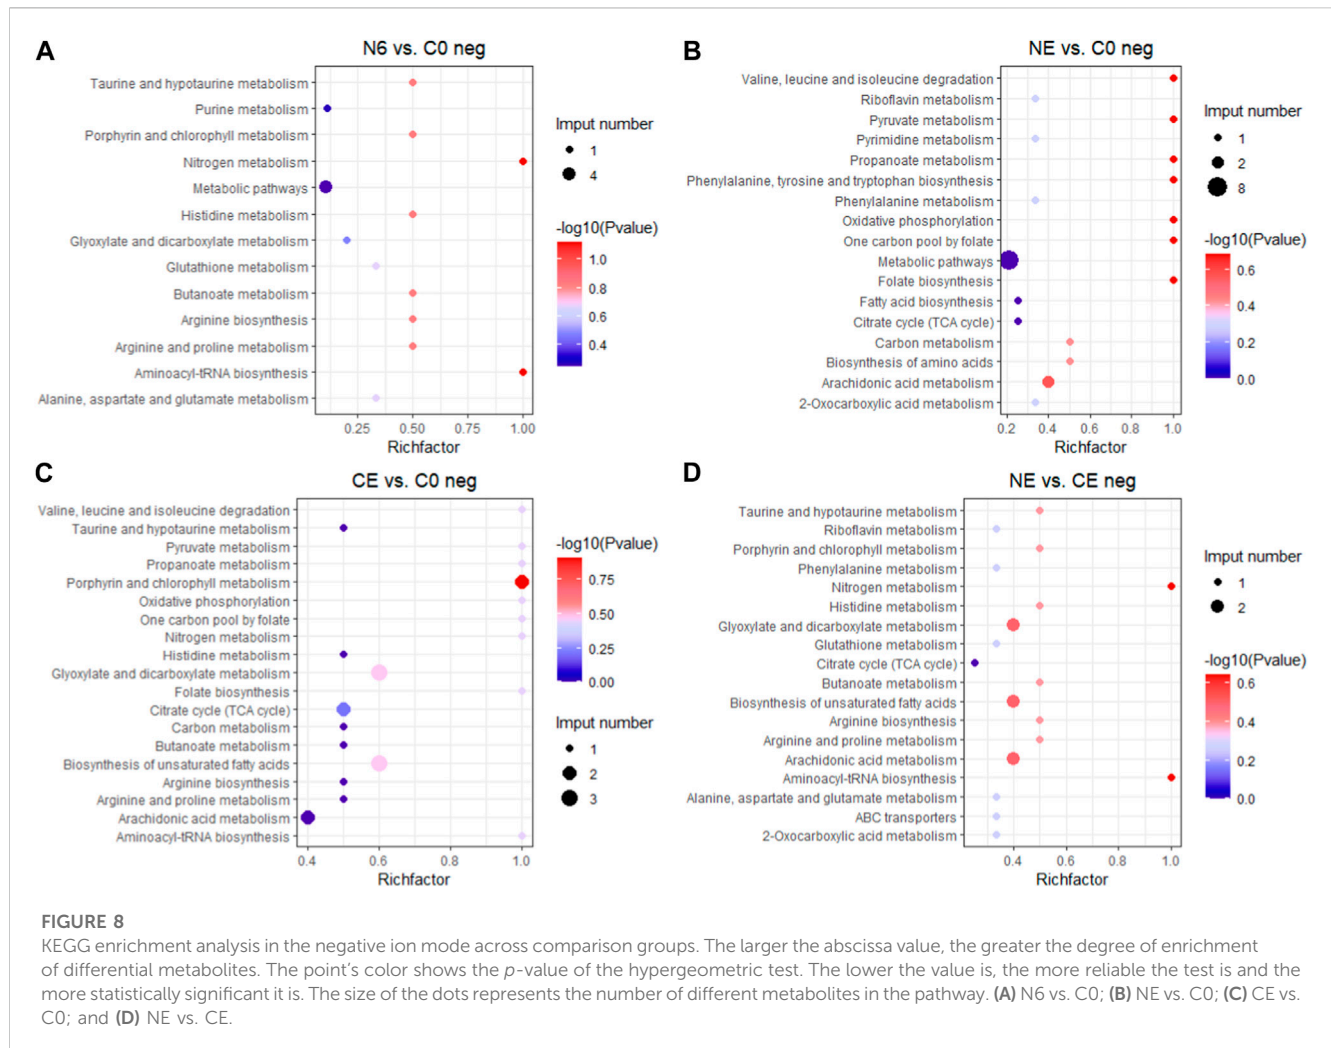 A
N6 vs. C0 neg
Taurine and hypotaurine metabolism
Purine metabolism
Porphyrin and chlorophyll metabolism
Nitrogen metabolism
Metabolic pathways
Histidine metabolism
Glyoxylate and dicarboxylate metabolism
Glutathione metabolism
Butanoate metabolism
Arginine biosynthesis
Arginine and proline metabolism
Aminoacyl-tRNA biosynthesis
Alanine, aspartate and glutamate metabolism
0.25 0.50 0.75 1.00
Richfactor
Imput number
1
4
-log10(Pvalue)
1.0
0.8
0.6
0.4
B
NE vs. C0 neg
Valine, leucine and isoleucine degradation
Riboflavin metabolism
Pyruvate metabolism
Pyrimidine metabolism
Propanoate metabolism
Phenylalanine, tyrosine and tryptophan biosynthesis
Phenylalanine metabolism
Oxidative phosphorylation
One carbon pool by folate
Metabolic pathways
Folate biosynthesis
Fatty acid biosynthesis
Citrate cycle (TCA cycle)
Carbon metabolism
Biosynthesis of amino acids
Arachidonic acid metabolism
2-Oxocarboxylic acid metabolism
0.2 0.4 0.6 0.8 1.0
Richfactor
Imput number
1
2
8
-log10(Pvalue)
0.6
0.4
0.2
0.0
C
CE vs. C0 neg
Valine, leucine and isoleucine degradation
Taurine and hypotaurine metabolism
Pyruvate metabolism
Propanoate metabolism
Porphyrin and chlorophyll metabolism
Oxidative phosphorylation
One carbon pool by folate
Nitrogen metabolism
Histidine metabolism
Glyoxylate and dicarboxylate metabolism
Folate biosynthesis
Citrate cycle (TCA cycle)
Carbon metabolism
Butanoate metabolism
Biosynthesis of unsaturated fatty acids
Arginine biosynthesis
Arginine and proline metabolism
Arachidonic acid metabolism
Aminoacyl-tRNA biosynthesis
0.4 0.6 0.8 1.0
Richfactor
-log10(Pvalue)
0.75
0.50
0.25
0.00
Imput number
1
2
3
D
NE vs. CE neg
Taurine and hypotaurine metabolism
Riboflavin metabolism
Porphyrin and chlorophyll metabolism
Phenylalanine metabolism
Nitrogen metabolism
Histidine metabolism
Glyoxylate and dicarboxylate metabolism
Glutathione metabolism
Citrate cycle (TCA cycle)
Butanoate metabolism
Biosynthesis of unsaturated fatty acids
Arginine biosynthesis
Arginine and proline metabolism
Arachidonic acid metabolism
Aminoacyl-tRNA biosynthesis
Alanine, aspartate and glutamate metabolism
ABC transporters
2-Oxocarboxylic acid metabolism
0.4 0.6 0.8 1.0
Richfactor
Imput number
1
2
-log10(Pvalue)
0.6
0.4
0.2
0.0
FIGURE 8
KEGG enrichment analysis in the negative ion mode across comparison groups. The larger the abscissa value, the greater the degree of enrichment
of differential metabolites. The point's color shows the p-value of the hypergeometric test. The lower the value is, the more reliable the test is and the
more statistically significant it is. The size of the dots represents the number of different metabolites in the pathway. (A) N6 vs. C0; (B) NE vs. C0; (C) CE vs.
C0; and (D) NE vs. CE.